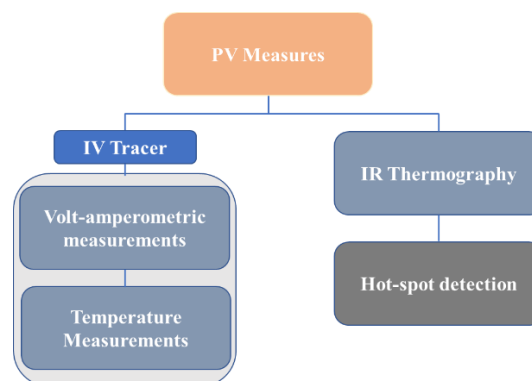 PV Measures
IV Tracer
Volt-amperometric
measurements
Temperature
Measurements
IR Thermography
Hot-spot detection